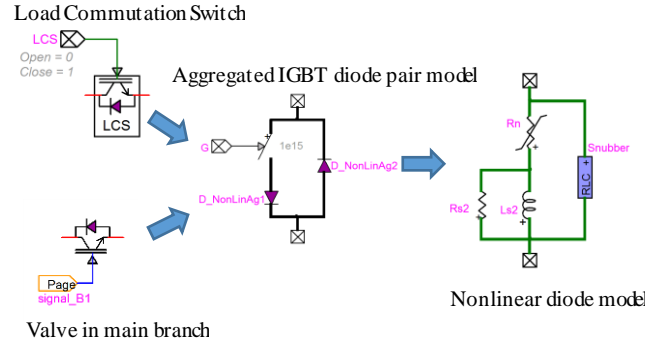 Load Commutation Switch
LCS
Open = 0
Close = 1
LCS
Aggregated IGBT diode pair model
G
1e15
D_NonLinAg2
D_NonLinAg1
Rn
Snubber
RLC
Rs2
Ls2
Page
signal_B1
Nonlinear diode model
Valve in main branch